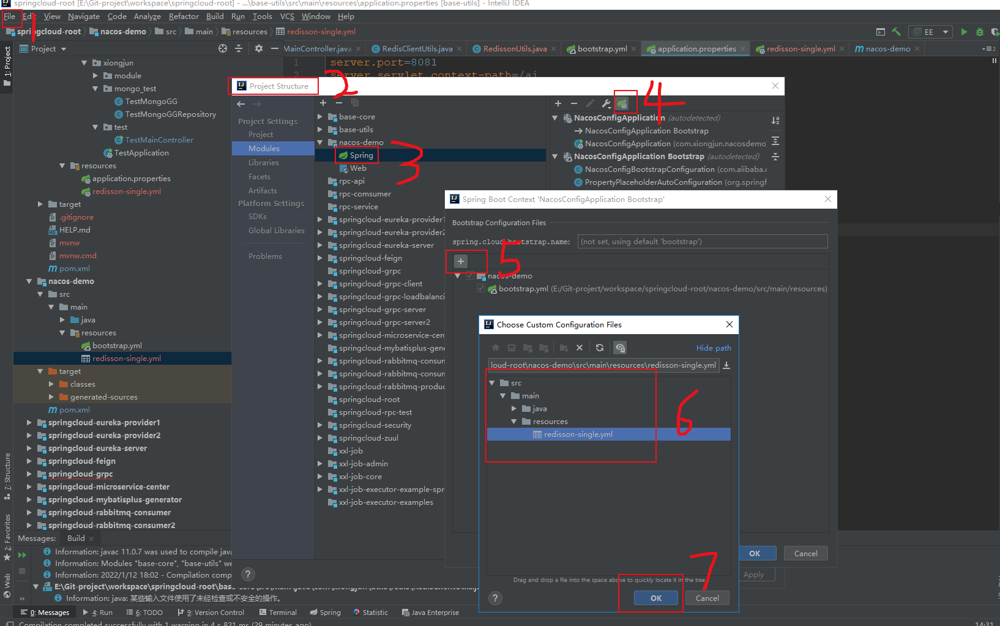 springcloud-root [E:\Git-project\workspace\springcloud-root] - ...\base-utils\src\main\resources\application.properties [base-utils] - IntelliJ IDEA
File Edit View Navigate Code Analyze Refactor Build Run Tools VCS Window Help
1
springcloud-root nacos-demo src main resources redisson-single.yml
EE
Project
MainController.java RedisClientUtils.java RedissonUtils.java bootstrap.yml application.properties redisson-single.yml nacos-demo
1: Project
7: Structure
2: Favorites
Web
xiongjun
module
mongo_test
TestMongoGG
TestMongoGGRepository
test
TestMainController
TestApplication
resources
application.properties
redisson-single.yml
target
.gitignore
HELP.md
mvnw
mvnw.cmd
pom.xml
nacos-demo
src
main
java
resources
bootstrap.yml
redisson-single.yml
target
classes
generated-sources
pom.xml
springcloud-eureka-provider1
springcloud-eureka-provider2
springcloud-eureka-server
springcloud-feign
springcloud-grpc
springcloud-microservice-center
springcloud-mybatisplus-generator
springcloud-rabbitmq-consumer
springcloud-rabbitmq-consumer2
1 server.port=8081
2 server.servlet.context-path=/ai
Project Structure
2
Project Settings
Project
Modules
Libraries
Facets
Artifacts
Platform Settings
SDKs
Global Libraries
Problems
base-core
base-utils
nacos-demo
Spring
3
Web
rpc-api
rpc-comsumer
rpc-service
springcloud-eureka-provider1
springcloud-eureka-provider2
springcloud-eureka-server
springcloud-feign
springcloud-grpc
springcloud-grpc-client
springcloud-grpc-loadbalanci
springcloud-grpc-server
springcloud-grpc-server2
springcloud-microservice-cen
springcloud-mybatisplus-gene
springcloud-rabbitmq-consum
springcloud-rabbitmq-consum
springcloud-rabbitmq-produc
springcloud-root
springcloud-rpc-test
springcloud-security
springcloud-zuul
xxl-job
xxl-job-admin
xxl-job-core
xxl-job-executor-example-spr
xxl-job-executor-examples
4
NacosConfigApplication (autodetected)
NacosConfigApplication Bootstrap
NacosConfigApplication (com.xiongjun.nacosdemo)
NacosConfigApplication Bootstrap (autodetected)
NacosConfigBootstrapConfiguration (com.alibaba.c
PropertyPlaceholderAutoConfiguration (org.springf
Spring Boot Context 'NacosConfigApplication Bootstrap'
Bootstrap Configuration Files
spring.cloud.bootstrap.name: (not set, using default 'bootstrap')
+ 5
nacos-demo
bootstrap.yml (E:/Git-project/workspace/springcloud-root/nacos-demo/src/main/resources)
Choose Custom Configuration Files
Hide path
loud-root\nacos-demo\src\main\resources\redisson-single.yml
src
main
java
resources
redisson-single.yml
6
Drag and drop a file into the space above to quickly locate it in the tree
7
? OK Cancel
OK Cancel
Apply
?
Messages: Build
Information: javac 11.0.7 was used to compile java
Information: Modules "base-core", "base-utils" we
Information: 2022/1/12 18:02 - Compilation comp
E:\Git-project\workspace\springcloud-root\base-core\src\main\java\com\xiongjun\utils\redis\RedisClientUtils.java
Information: java: 某些输入文件使用了未经检查或不安全的操作。
0: Messages 4: Run 6: TODO 9: Version Control Terminal Spring Statistic Java Enterprise
Compilation completed successfully with 1 warning in 4 s 821 ms (29 minutes ago)
14:31